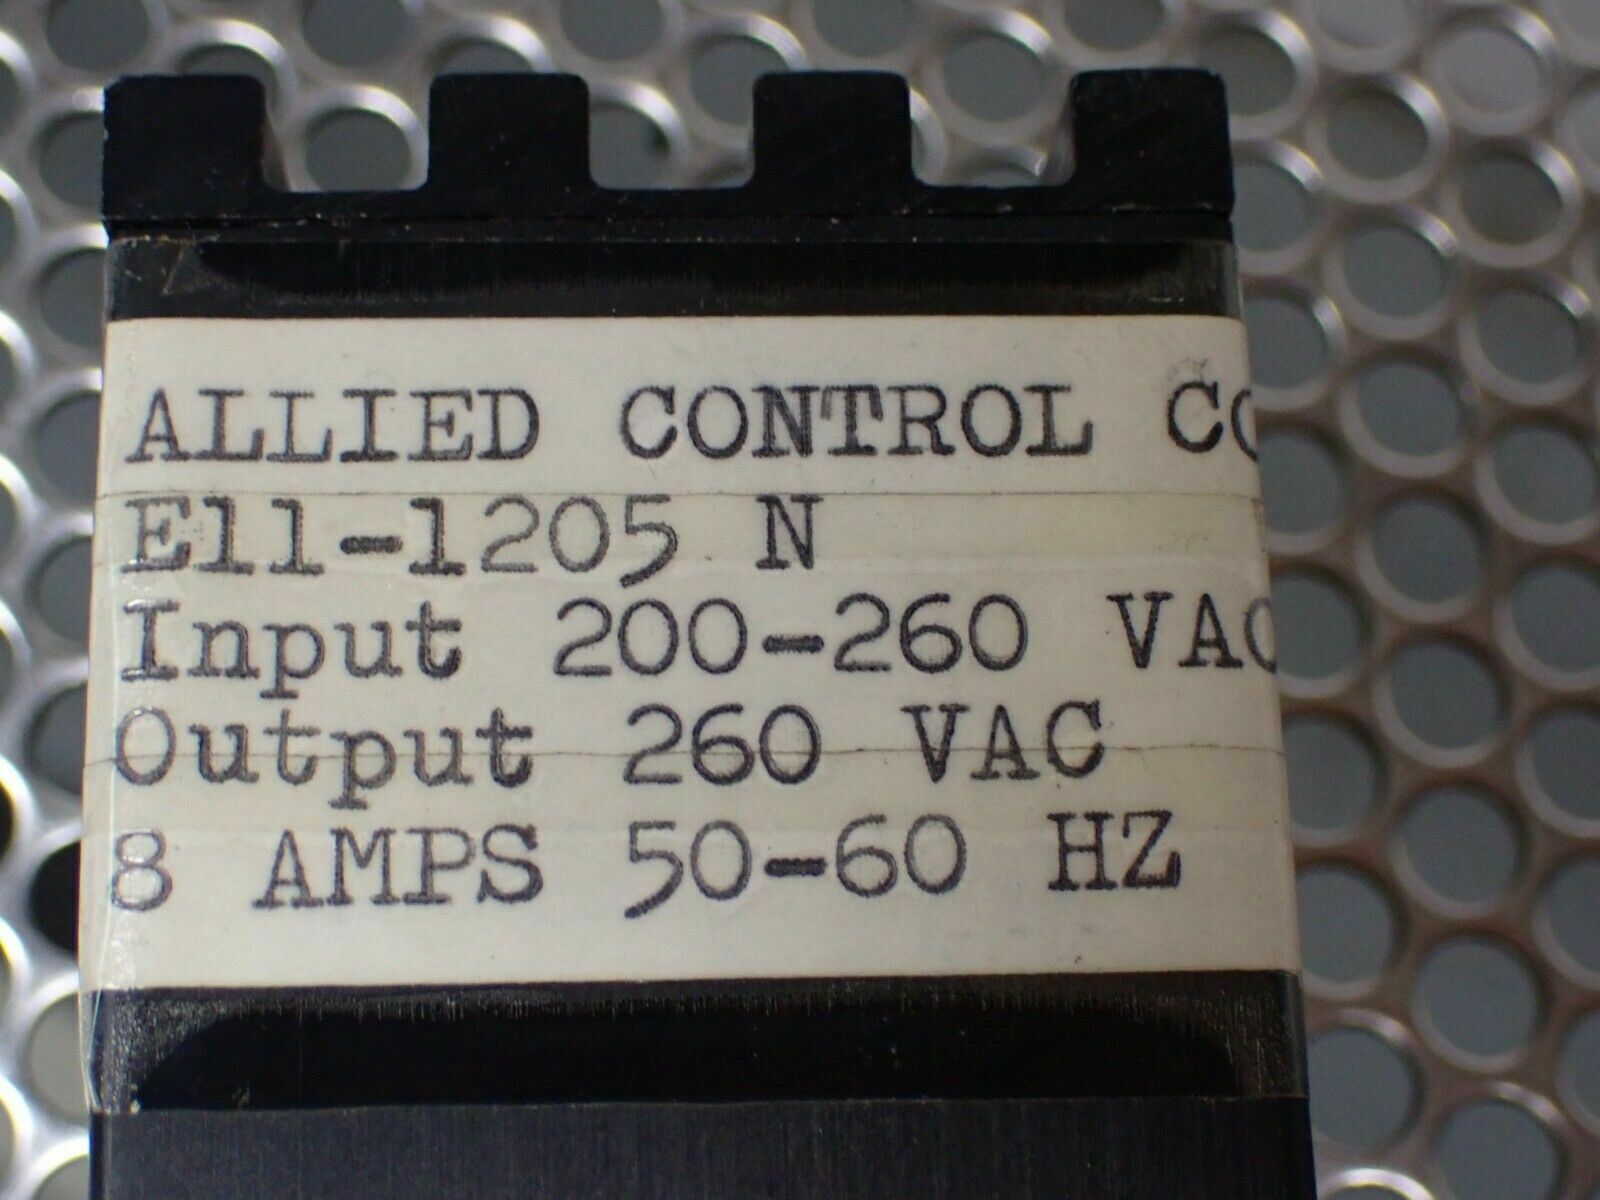 ALLIED CONTROL CO
E11-1205 N
Input 200-260 VAC
Output 260 VAC
8 AMPS 50-60 HZ